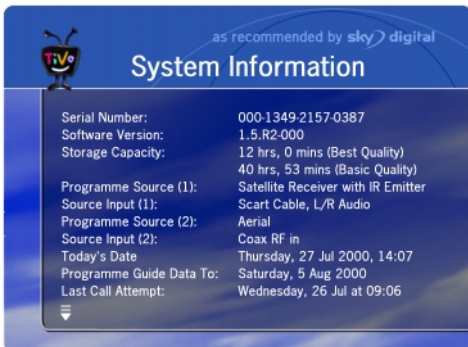 as recommended by sky digital
TiVo
System Information
Serial Number: 000-1349-2157-0387
Software Version: 1.5.R2-000
Storage Capacity: 12 hrs, 0 mins (Best Quality)
40 hrs, 53 mins (Basic Quality)
Programme Source (1): Satellite Receiver with IR Emitter
Source Input (1): Scart Cable, L/R Audio
Programme Source (2): Aerial
Source Input (2): Coax RF in
Today's Date Thursday, 27 Jul 2000, 14:07
Programme Guide Data To: Saturday, 5 Aug 2000
Last Call Attempt: Wednesday, 26 Jul at 09:06